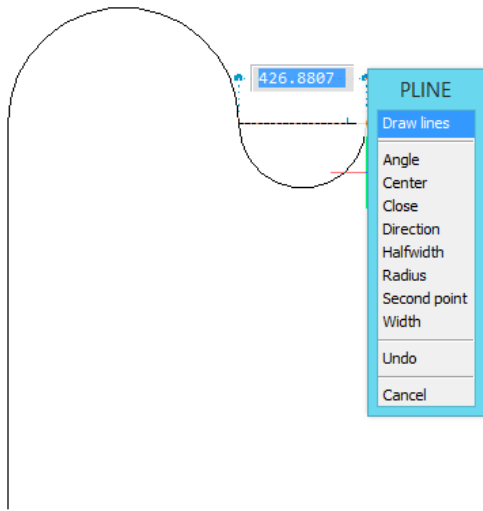 426.8807
PLINE
Draw lines
Angle
Center
Close
Direction
Halfwidth
Radius
Second point
Width
Undo
Cancel